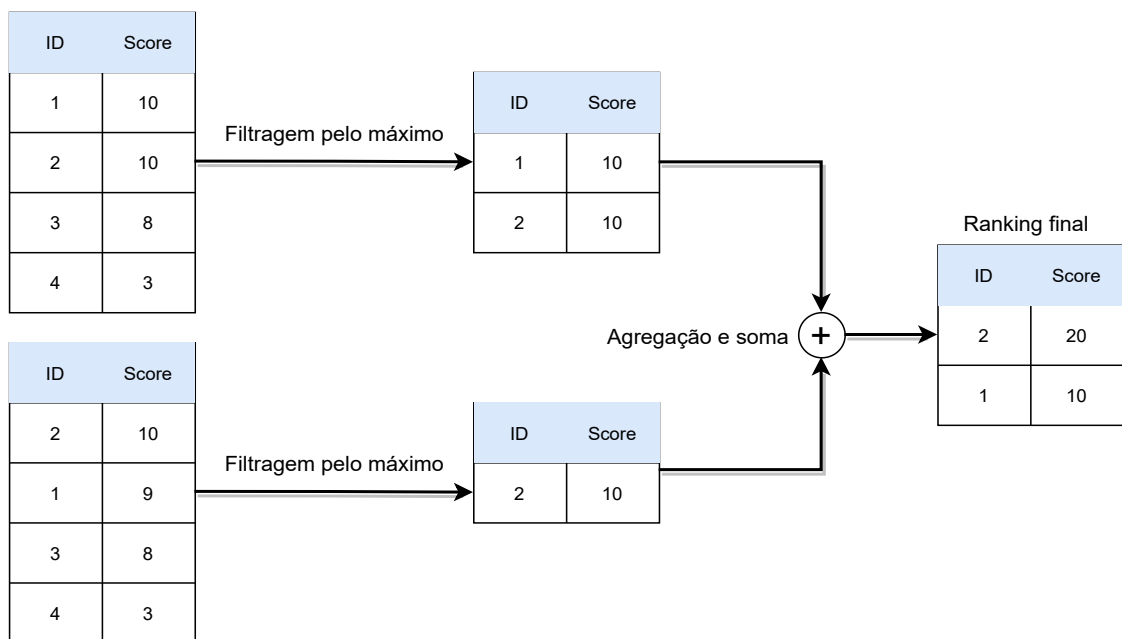 ID Score
1 10
2 10
3 8
4 3
Filtragem pelo máximo
ID Score
1 10
2 10
ID Score
2 10
1 9
3 8
4 3
Filtragem pelo máximo
ID Score
2 10
Agregação e soma
+
Ranking final
ID Score
2 20
1 10